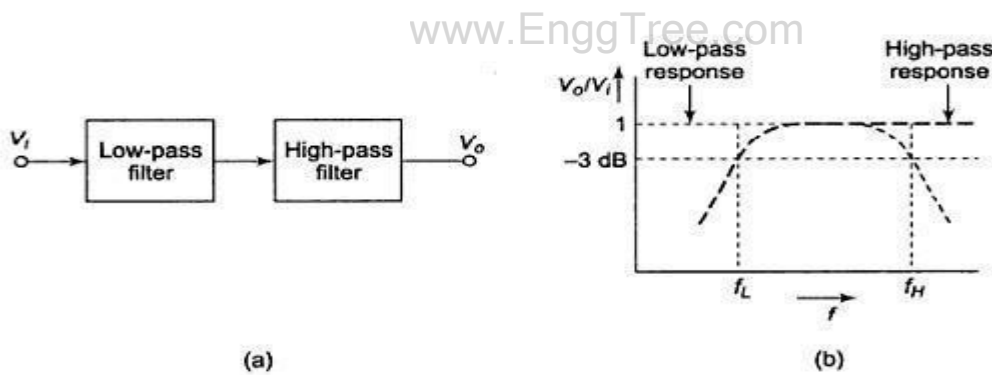 www.EnggTree.com
V_i
Low-pass
filter
High-pass
filter
V_o
(a)
Low-pass
response
High-pass
response
V_o/V_i
1
–3 dB
f_L
f_H
f
(b)